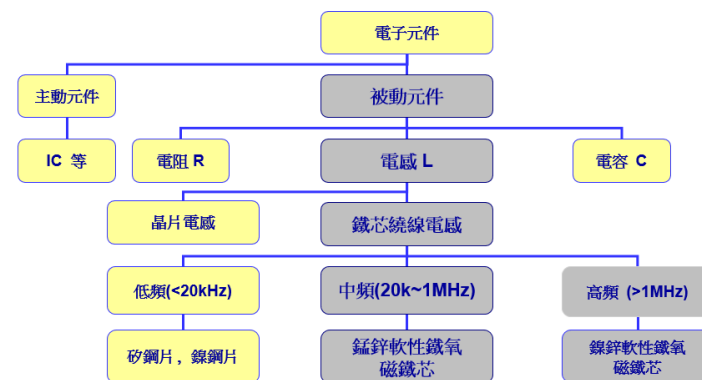 電子元件
主動元件
被動元件
IC 等
電阻 R
電感 L
電容 C
晶片電感
鐵芯繞線電感
低頻(<20kHz)
中頻(20k~1MHz)
高頻 (>1MHz)
矽鋼片，鎳鋼片
錳鋅軟性鐵氧
磁鐵芯
鎳鋅軟性鐵氧
磁鐵芯